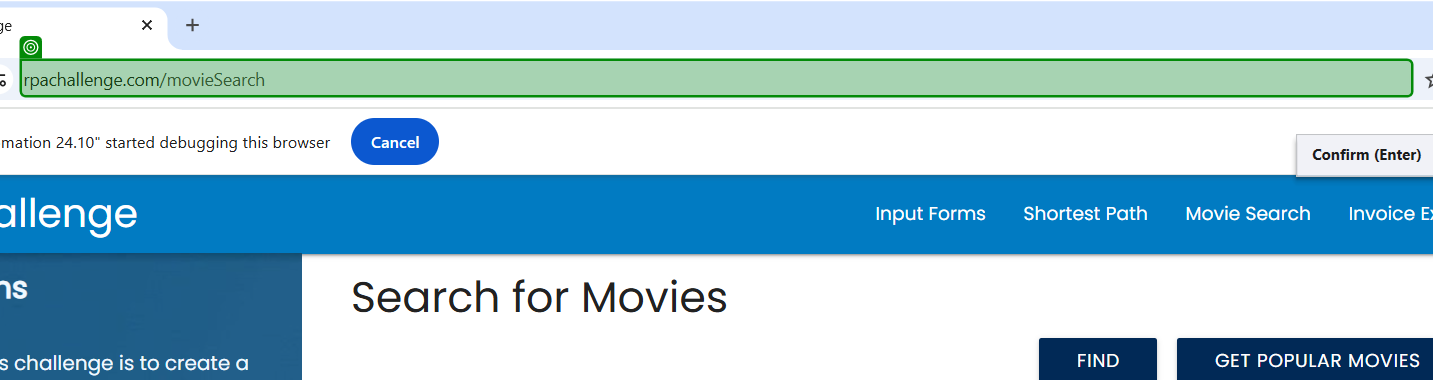 ge
rpachallenge.com/movieSearch
mation 24.10" started debugging this browser Cancel
Confirm (Enter)
allenge Input Forms Shortest Path Movie Search Invoice Ex
ns
Search for Movies
s challenge is to create a
FIND GET POPULAR MOVIES